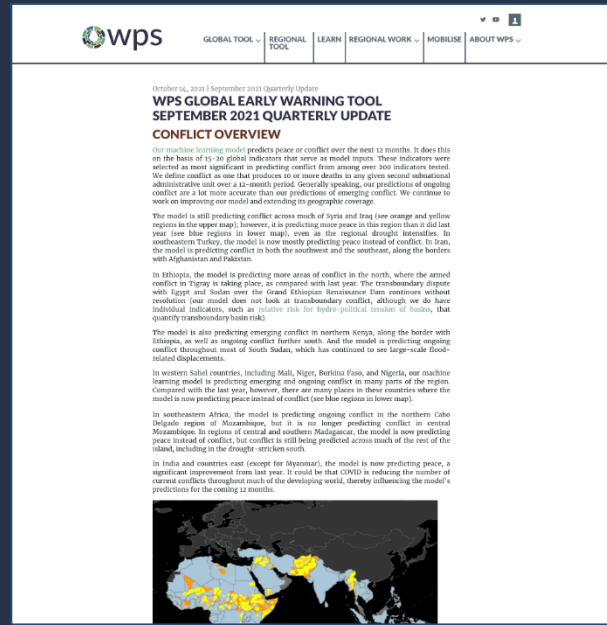 wps
GLOBAL TOOL
REGIONAL
TOOL
LEARN
REGIONAL WORK
MOBILISE
ABOUT WPS
October 14, 2021 | September 2021 Quarterly Update
WPS GLOBAL EARLY WARNING TOOL
SEPTEMBER 2021 QUARTERLY UPDATE
CONFLICT OVERVIEW
Our machine learning model predicts peace or conflict over the next 12 months. It does this
on the basis of 15-20 global indicators that serve as model inputs. These indicators were
selected as most significant in predicting conflict from among over 200 indicators tested.
We define conflict as one that produces 10 or more deaths in any given second subnational
administrative unit over a 12-month period. Generally speaking, our predictions of ongoing
conflict are a lot more accurate than our predictions of emerging conflict. We continue to
work on improving our model and extending its geographic coverage.
The model is still predicting conflict across much of Syria and Iraq (see orange and yellow
regions in the upper map); however, it is predicting more peace in this region than it did last
year (see blue regions in lower map), even as the regional drought intensifies. In
southeastern Turkey, the model is now mostly predicting peace instead of conflict. In Iran,
the model is predicting conflict in both the southwest and the southeast, along the borders
with Afghanistan and Pakistan.
In Ethiopia, the model is predicting more areas of conflict in the north, where the armed
conflict in Tigray is taking place, as compared with last year. The transboundary dispute
with Egypt and Sudan over the Grand Ethiopian Renaissance Dam continues without
resolution (our model does not look at transboundary conflict, although we do have
individual indicators, such as relative risk for hydro-political tension of basins, that
quantify transboundary basin risk).
The model is also predicting emerging conflict in northern Kenya, along the border with
Ethiopia, as well as ongoing conflict further south. And the model is predicting ongoing
conflict throughout most of South Sudan, which has continued to see large-scale flood-
related displacements.
In western Sahel countries, including Mali, Niger, Burkina Faso, and Nigeria, our machine
learning model is predicting emerging and ongoing conflict in many parts of the region.
Compared with the last year, however, there are many places in these countries where the
model is now predicting peace instead of conflict (see blue regions in lower map).
In southeastern Africa, the model is predicting ongoing conflict in the northern Cabo
Delgado region of Mozambique, but it is no longer predicting conflict in central
Mozambique. In regions of central and southern Madagascar, the model is now predicting
peace instead of conflict, but conflict is still being predicted across much of the rest of the
island, including in the drought-stricken south.
In India and countries east (except for Myanmar), the model is now predicting peace, a
significant improvement from last year. It could be that COVID is reducing the number of
current conflicts throughout much of the developing world, thereby influencing the model's
predictions for the coming 12 months.